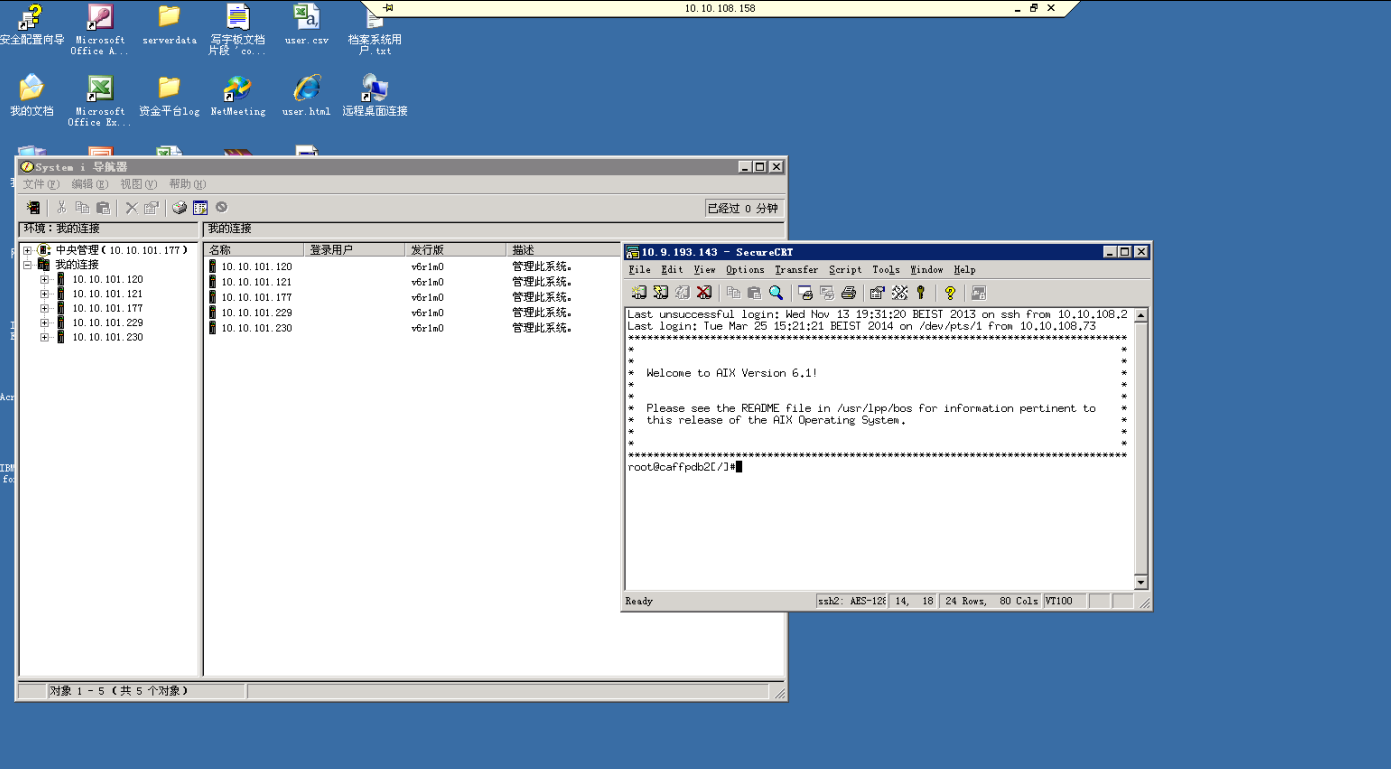 10.10.108.158
安全配置向导
Microsoft
Office A...
serverdata
写字板文档
片段 'co...
user.csv
档案系统用
户.txt
我的文档
Microsoft
Office Ex...
资金平台log
NetMeeting
user.html
远程桌面连接
System i 导航器
文件(F) 编辑(E) 视图(V) 帮助(H)
已经过 0 分钟
环境：我的连接
我的连接
中央管理(10.10.101.177)
我的连接
10.10.101.120
10.10.101.121
10.10.101.177
10.10.101.229
10.10.101.230
名称 登录用户 发行版 描述
10.10.101.120 v6r1m0 管理此系统。
10.10.101.121 v6r1m0 管理此系统。
10.10.101.177 v6r1m0 管理此系统。
10.10.101.229 v6r1m0 管理此系统。
10.10.101.230 v6r1m0 管理此系统。
对象 1 - 5 (共 5 个对象)
Acr
IBM
fo
10.9.193.143 - SecureCRT
File Edit View Options Transfer Script Tools Window Help
Last unsuccessful login: Wed Nov 13 19:31:20 BEIST 2013 on ssh from 10.10.108.2
Last login: Tue Mar 25 15:21:21 BEIST 2014 on /dev/pts/1 from 10.10.108.73
*******************************************************************************
* *
* *
* Welcome to AIX Version 6.1! *
* *
* *
* Please see the README file in /usr/lpp/bos for information pertinent to *
* this release of the AIX Operating System. *
* *
* *
*******************************************************************************
root@caffpdb2[/]#
Ready ssh2: AES-128 14, 18 24 Rows, 80 Cols VT100